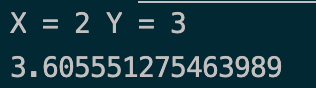 X = 2 Y = 3
3.605551275463989